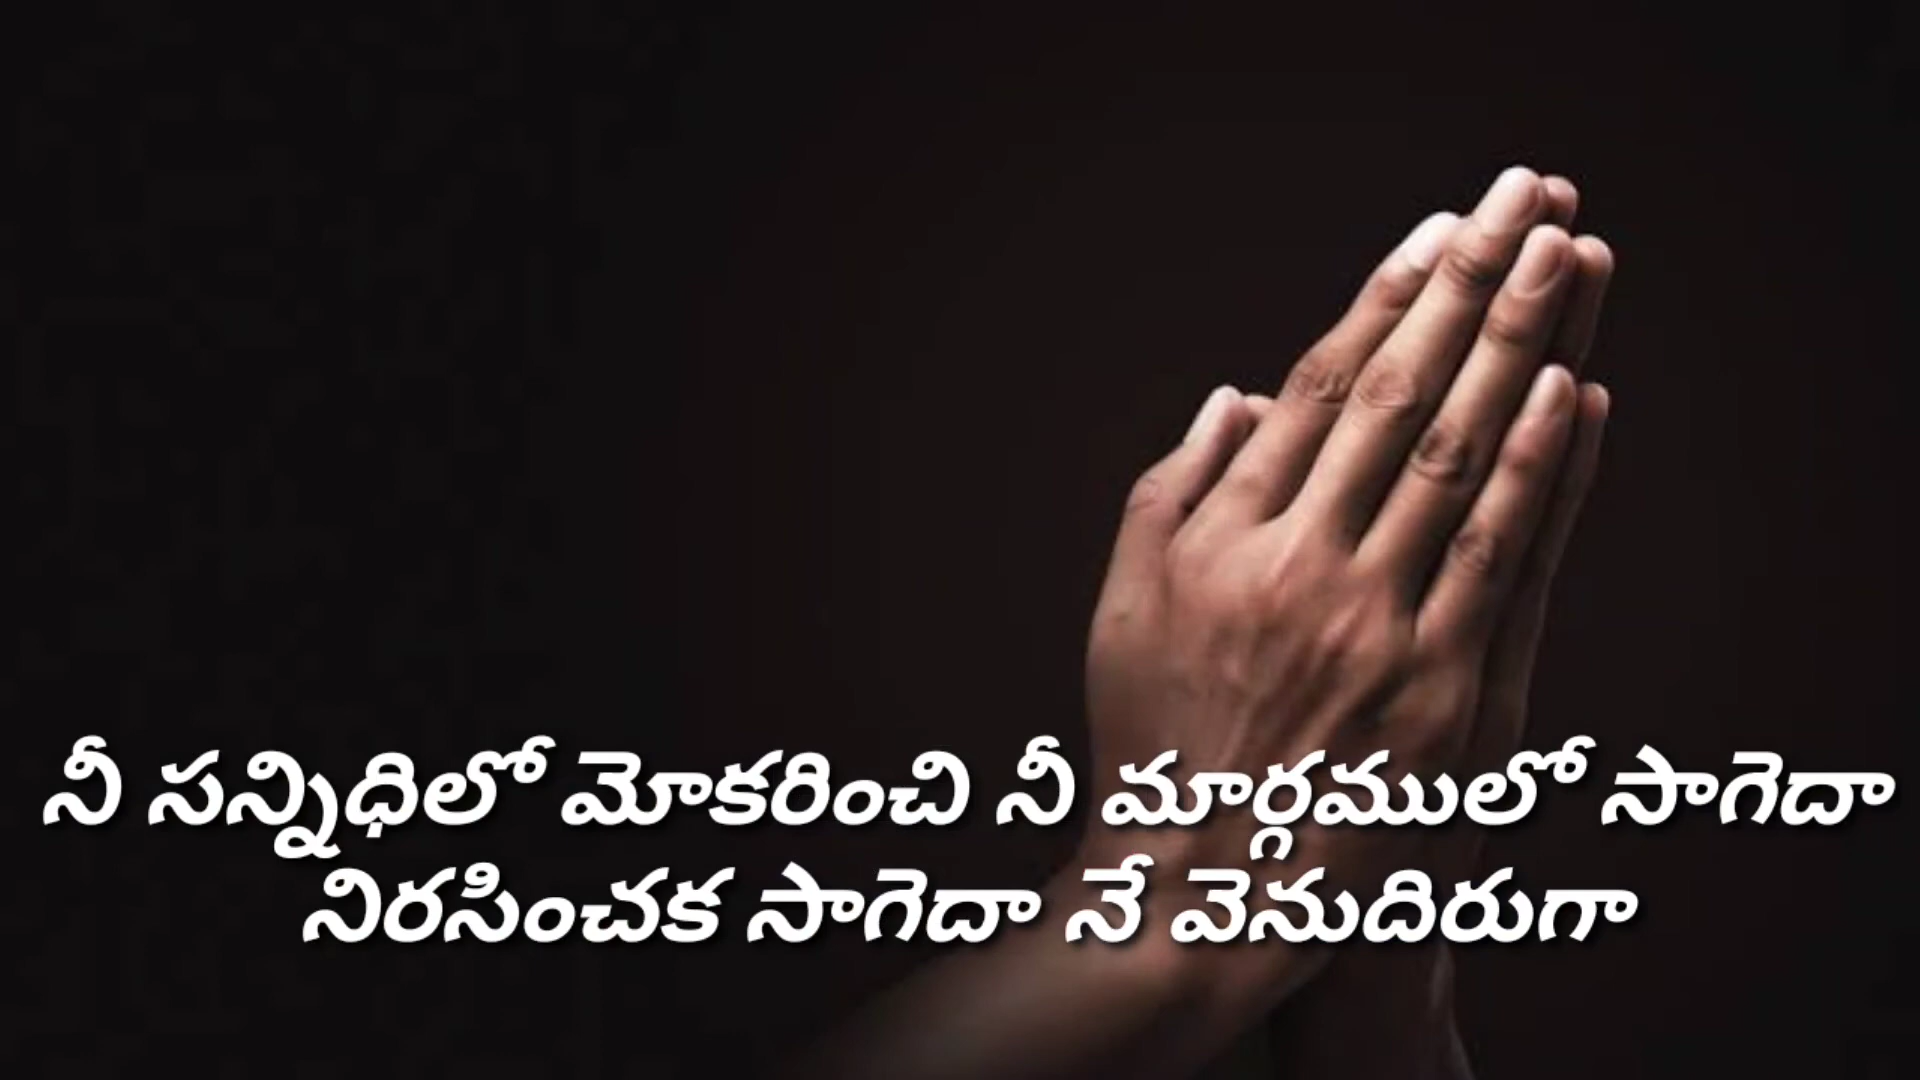 నీ సన్నిధిలో మోకరించి నీ మార్గములో సాగెదా
నిరసించక సాగెదా నే వెనుదిరుగా